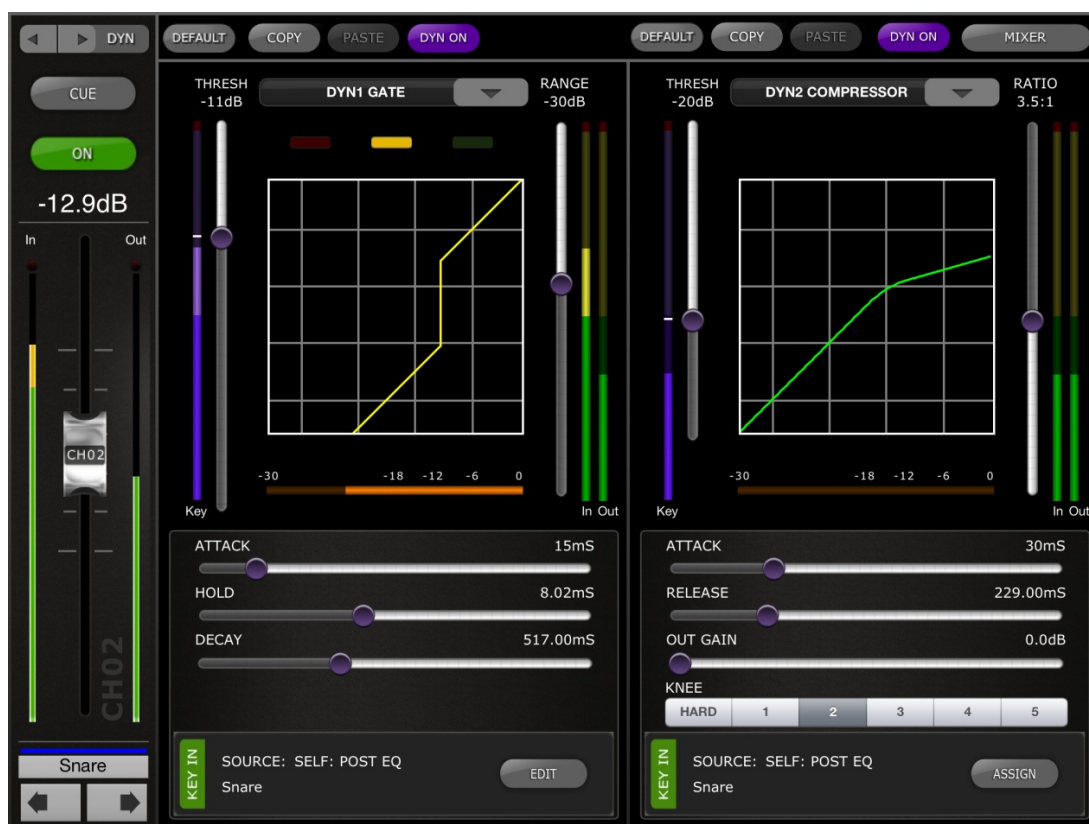 DYN
CUE
ON
-12.9dB
In Out
CH02
CH02
Snare
DEFAULT COPY PASTE DYN ON
THRESH
-11dB
DYN1 GATE
RANGE
-30dB
-30 -18 -12 -6 0
Key In Out
ATTACK 15mS
HOLD 8.02mS
DECAY 517.00mS
KEY IN
SOURCE: SELF: POST EQ
Snare
EDIT
DEFAULT COPY PASTE DYN ON MIXER
THRESH
-20dB
DYN2 COMPRESSOR
RATIO
3.5:1
-30 -18 -12 -6 0
Key In Out
ATTACK 30mS
RELEASE 229.00mS
OUT GAIN 0.0dB
KNEE
HARD 1 2 3 4 5
KEY IN
SOURCE: SELF: POST EQ
Snare
ASSIGN